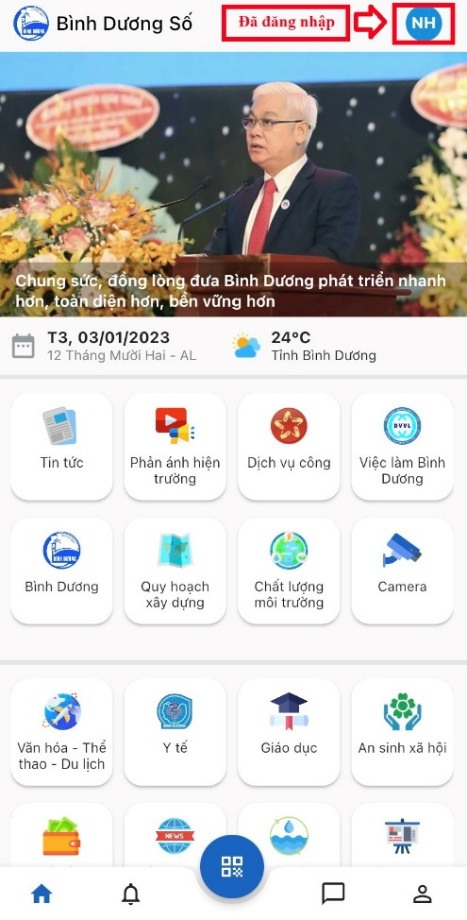 Bình Dương Số
Đã đăng nhập
NH
Chung sức, đồng lòng đưa Bình Dương phát triển nhanh
hơn, toàn diện hơn, bền vững hơn
T3, 03/01/2023
12 Tháng Mười Hai - AL
24°C
Tỉnh Bình Dương
Tin tức
Phản ánh hiện
trường
Dịch vụ công
DVVL
Việc làm Bình
Dương
BÌNH DƯƠNG
Bình Dương
Quy hoạch
xây dựng
Chất lượng
môi trường
Camera
Văn hóa - Thể
thao - Du lịch
Y tế
Giáo dục
An sinh xã hội
NEWS